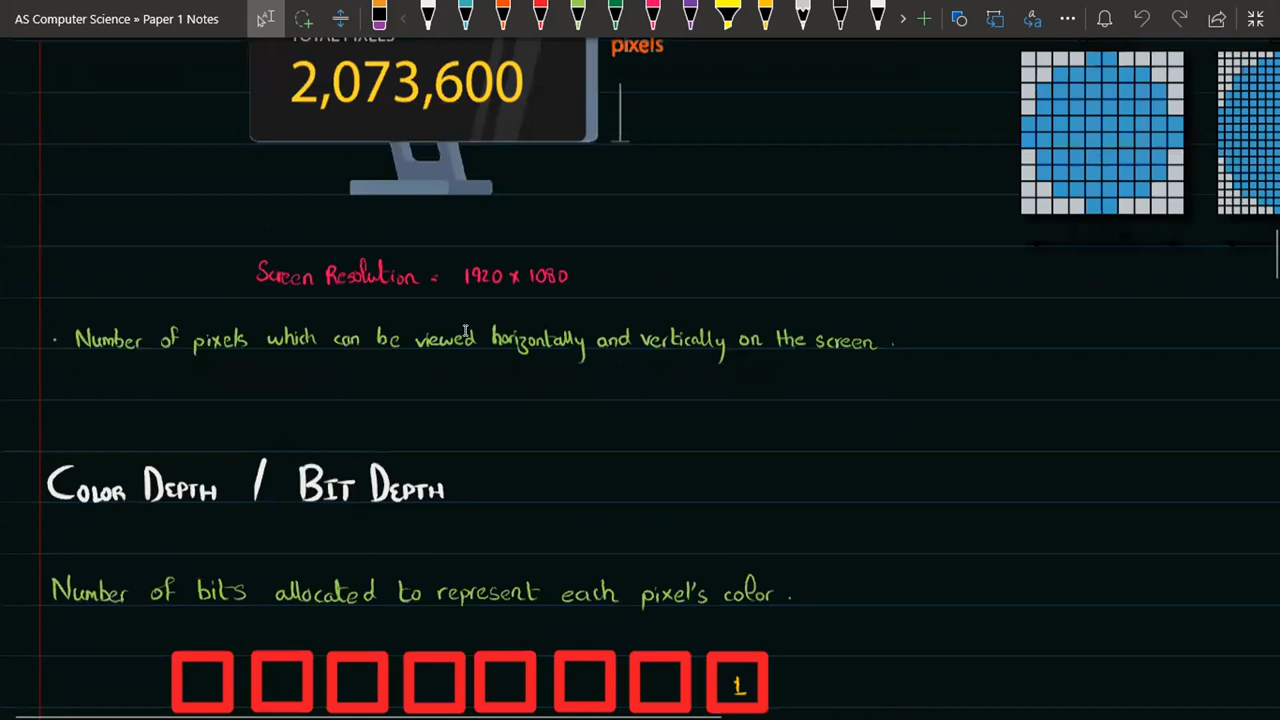 AS Computer Science » Paper 1 Notes
TOTAL PIXELS
pixels
2,073,600
Screen Resolution = 1920 x 1080
· Number of pixels which can be viewed horizontally and vertically on the screen.
COLOR DEPTH / BIT DEPTH
Number of bits allocated to represent each pixel's color.
1